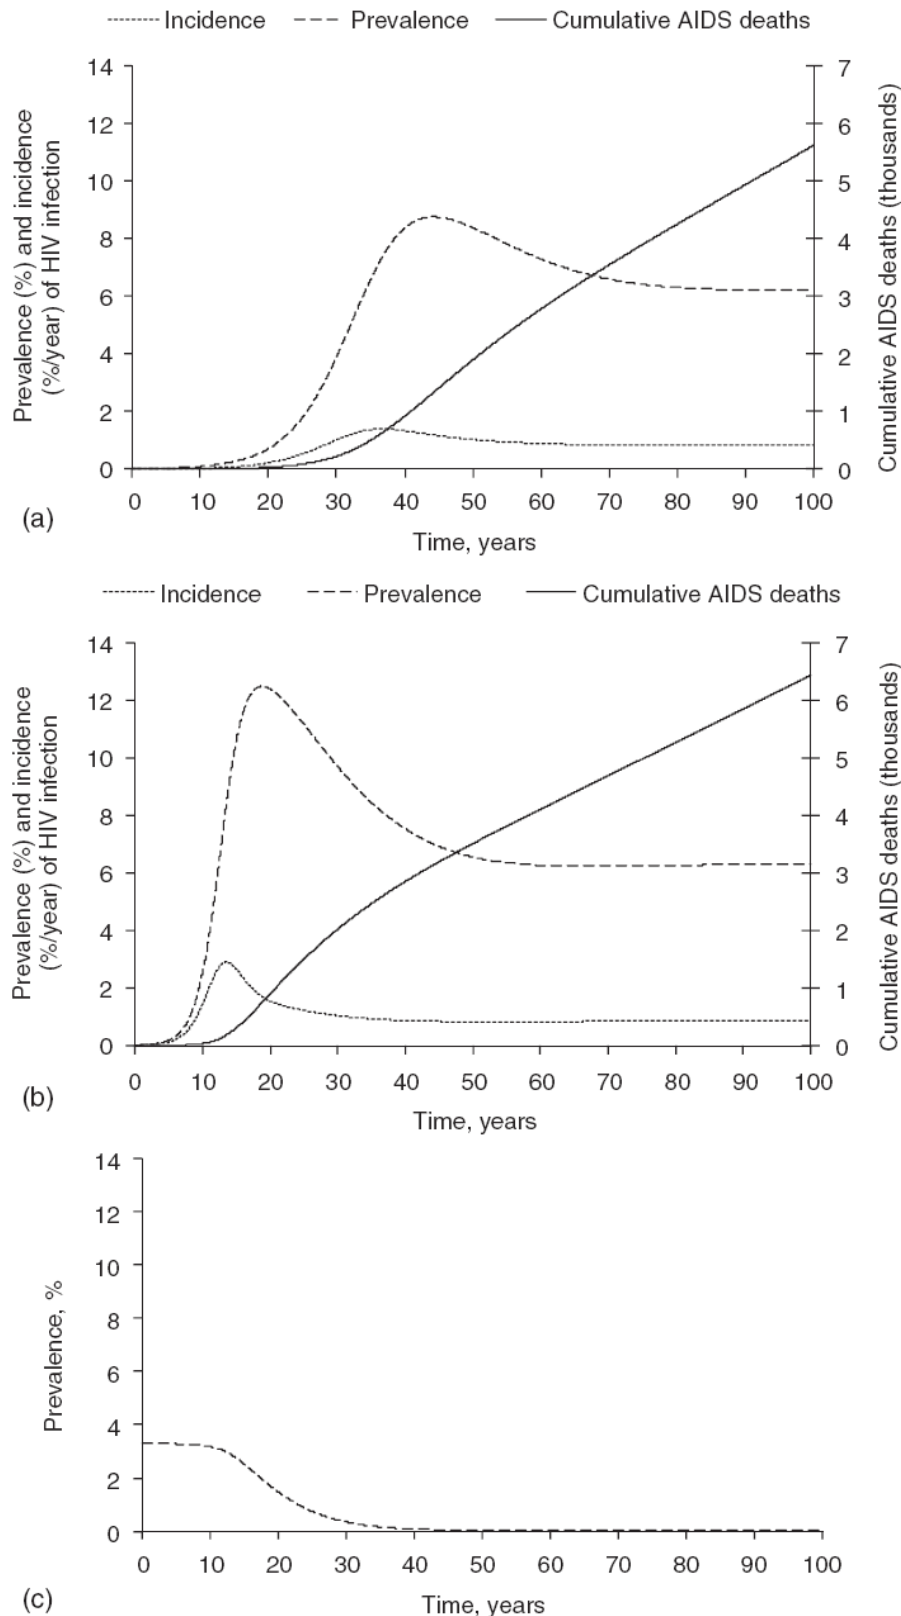 Incidence Prevalence Cumulative AIDS deaths
Prevalence (%) and incidence
(%/year) of HIV infection
14
12
10
8
6
4
2
0
7
6
5
4
3
2
1
0
Cumulative AIDS deaths (thousands)
0 10 20 30 40 50 60 70 80 90 100
Time, years
(a)
Incidence Prevalence Cumulative AIDS deaths
Prevalence (%) and incidence
(%/year) of HIV infection
14
12
10
8
6
4
2
0
7
6
5
4
3
2
1
0
Cumulative AIDS deaths (thousands)
0 10 20 30 40 50 60 70 80 90 100
Time, years
(b)
Prevalence, %
14
12
10
8
6
4
2
0
0 10 20 30 40 50 60 70 80 90 100
Time, years
(c)